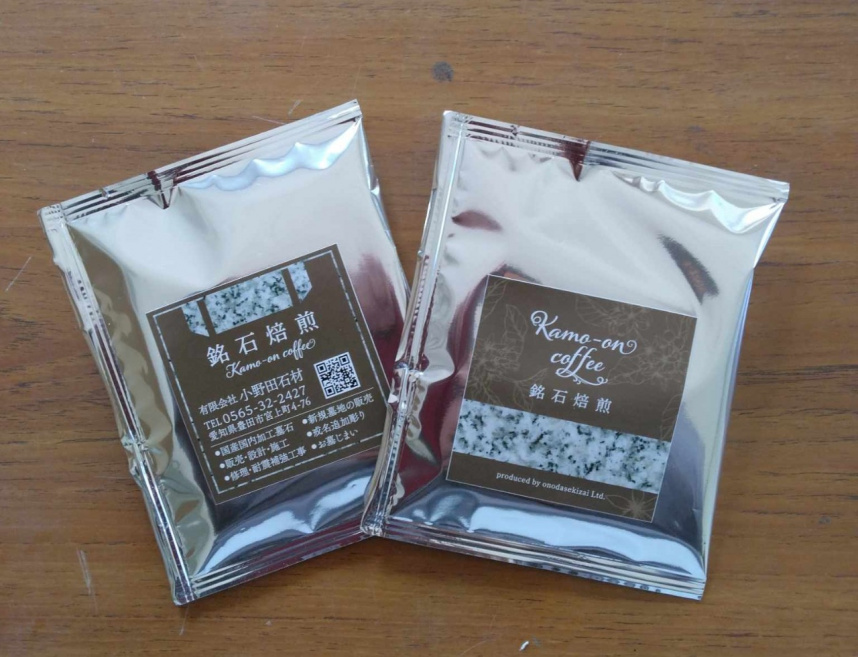 銘石焙煎
Kamo-on coffee
有限会社 小野田石材
TEL 0565-32-2427
愛知県豊田市宮上町4-76
•国産国内加工墓石
•販売・設計・施工
•修理・耐震補強工事
•新規墓地の販売
•戒名追加彫り
•お墓じまい
Kamo-on
coffee
銘石焙煎
produced by onodasekizai Ltd.